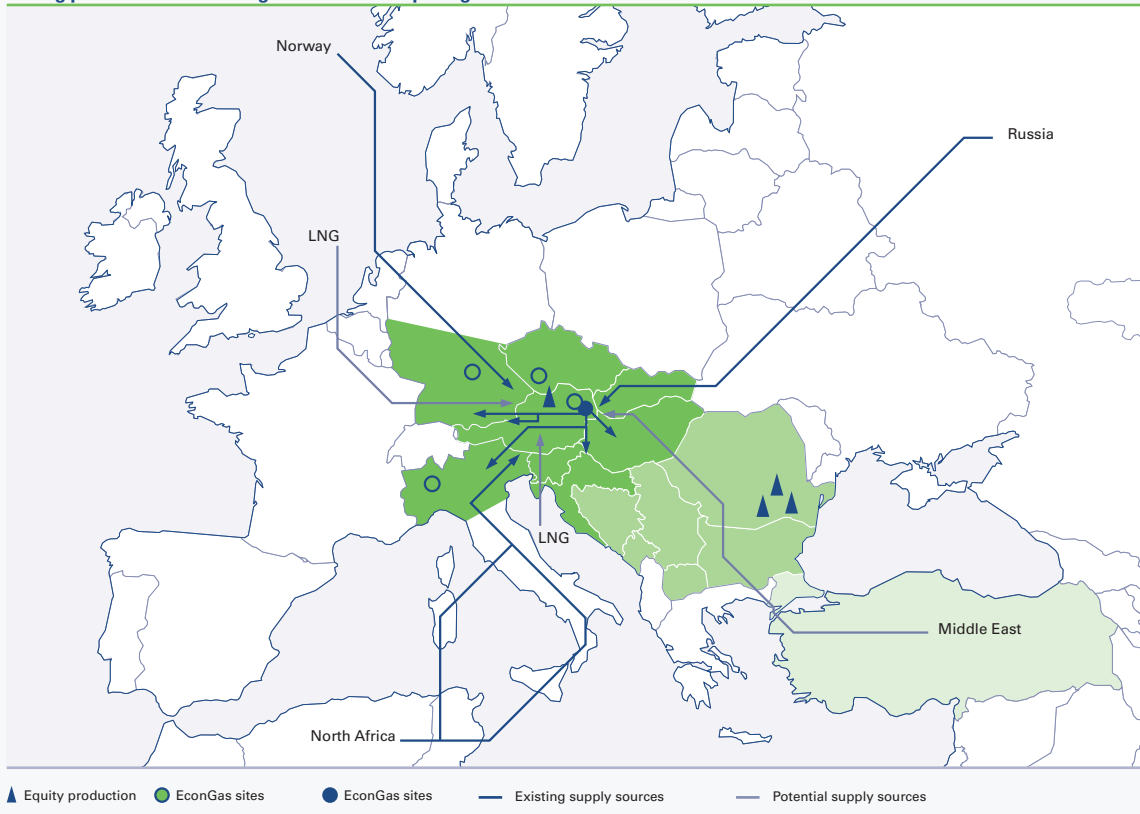 Norway
Russia
LNG
LNG
Middle East
North Africa
Equity production
EconGas sites
EconGas sites
Existing supply sources
Potential supply sources